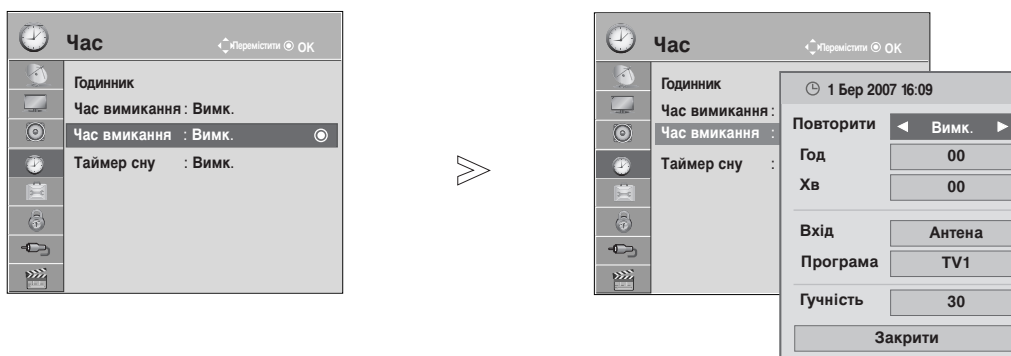 Час Перемістити OK
Годинник
Час вимикання : Вимк.
Час вмикання : Вимк.
Таймер сну : Вимк.
Час Перемістити OK
Годинник
Час вимикання :
Час вмикання :
Таймер сну :
1 Бер 2007 16:09
Повторити ◄ Вимк. ►
Год 00
Хв 00
Вхід Антена
Програма TV1
Гучність 30
Закрити